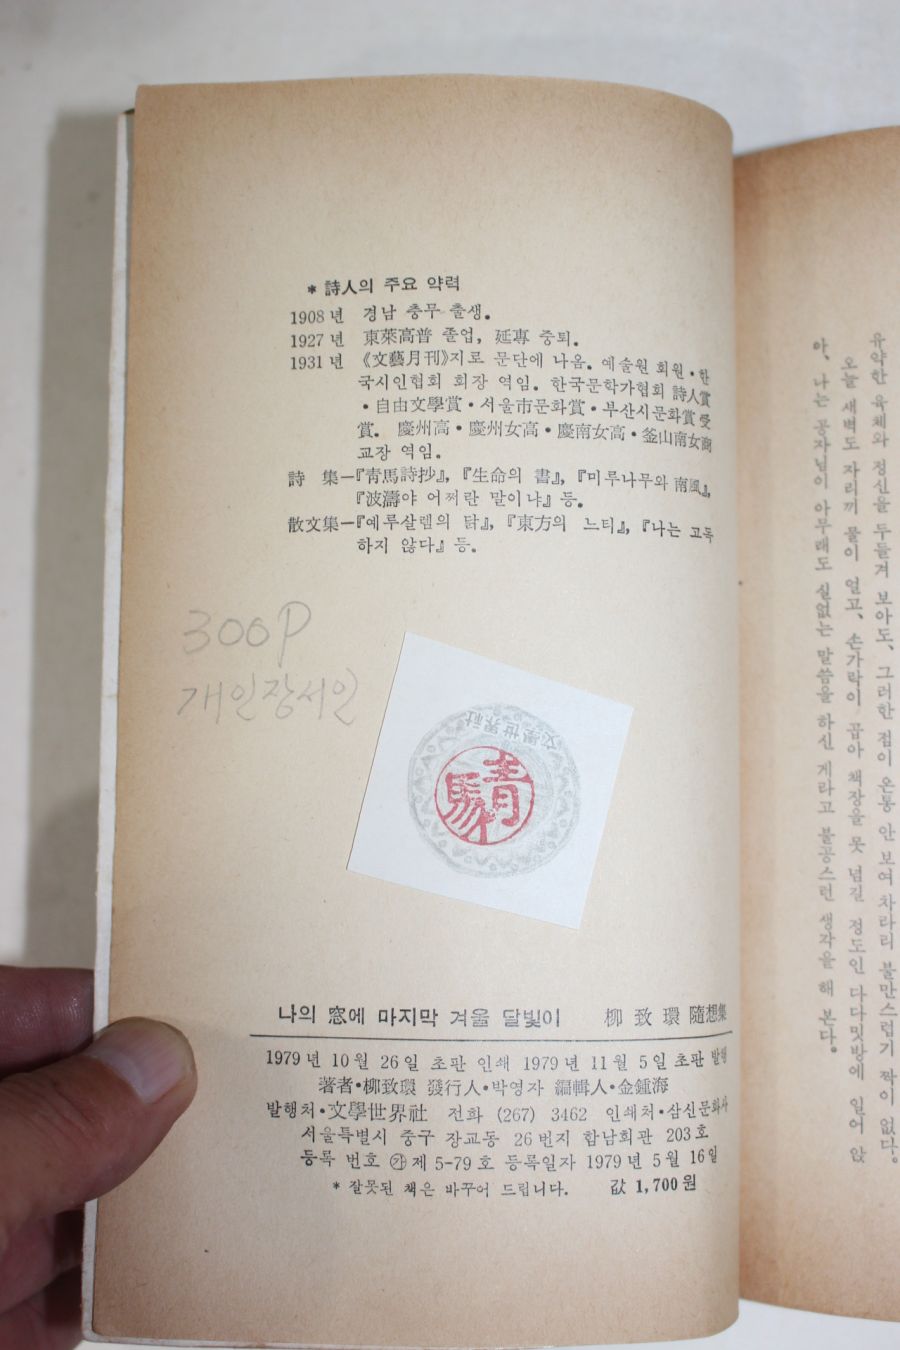 * 詩人의 주요 약력
1908년 경남 충무 출생.
1927년 東萊高普 졸업, 延專 중퇴.
1931년 《文藝月刊》지로 문단에 나옴. 예술원 회원·한
국시인협회 회장 역임. 한국문학가협회 詩人賞
·自由文學賞·서울市문화賞·부산시문화賞 受
賞. 慶州高·慶州女高·慶南女高·釜山南女商
교장 역임.
詩 集—『靑馬詩抄』, 『生命의 書』, 『미루나무와 南風』,
『波濤야 어쩌란 말이냐』 등.
散文集—『예루살렘의 닭』, 『東方의 느티』, 『나는 고독
하지 않다』 등.
300P
개인장서인
文學世界社
靑馬
나의 窓에 마지막 겨울 달빛이 柳致環 隨想集
1979년 10월 26일 초판 인쇄 1979년 11월 5일 초판 발행
著者·柳致環 發行人·박영자 編輯人·金鍾海
발행처·文學世界社 전화 (267) 3462 인쇄처·삼신문화사
서울특별시 중구 장교동 26번지 함남회관 203호
등록 번호 ㉮ 제 5-79호 등록일자 1979년 5월 16일
* 잘못된 책은 바꾸어 드립니다. 값 1,700원
유약한 육체와 정신을 두들겨 보아도, 그러한 점이 온통 안 보여 차라리 불만스럽기 짝이 없다.
오늘 새벽도 자리끼 물이 얼고, 손가락이 곱아 책장을 못 넘길 정도인 다다밋방에 일어 앉
아, 나는 공자님이 아무래도 실없는 말씀을 하신 게라고 불공스런 생각을 해 본다.